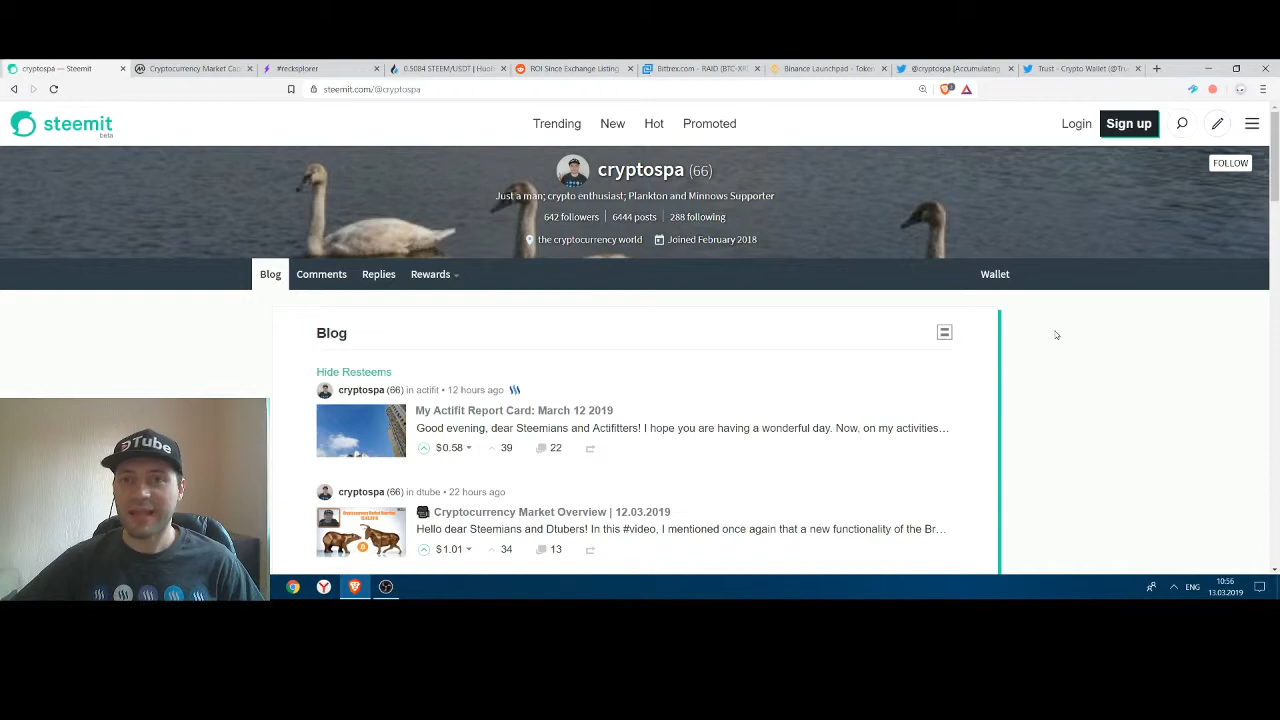 cryptospa — Steemit
Cryptocurrency Market Ca
#recksplorer
0.5084 STEEM/USDT | Huo
ROI Since Exchange Listing
Bittrex.com - RAID (BTC-XR
Binance Launchpad - Token
@cryptospa [Accumulating
Trust - Crypto Wallet (@Tru
steemit.com/@cryptospa
steemit
beta
Trending
New
Hot
Promoted
Login
Sign up
cryptospa (66)
FOLLOW
Just a man; crypto enthusiast; Plankton and Minnows Supporter
642 followers
6444 posts
288 following
the cryptocurrency world
Joined February 2018
Blog
Comments
Replies
Rewards
Wallet
Blog
Hide Resteems
cryptospa (66) in actifit • 12 hours ago
My Actifit Report Card: March 12 2019
Good evening, dear Steemians and Actifitters! I hope you are having a wonderful day. Now, on my activities…
$0.58
39
22
cryptospa (66) in dtube • 22 hours ago
Cryptocurrency Market Overview | 12.03.2019
Hello dear Steemians and Dtubers! In this #video, I mentioned once again that a new functionality of the Br…
$1.01
34
13
DTube
ENG
10:56
13.03.2019